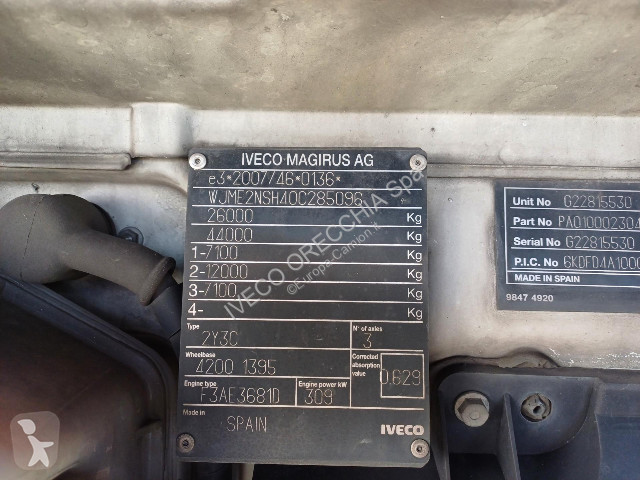 IVECO MAGIRUS AG
e3*2007/46*0136*
WJME2NSH40C285096
26000 Kg
44000 Kg
1-7100 Kg
2-12000 Kg
3-7100 Kg
4- Kg
Type
2Y3C
N° of axles
3
Wheelbase
4200 1395
Corrected absorption value
0.629
Engine type
F3AE3681D
Engine power kW
309
Made in
SPAIN
IVECO
Unit No G22815530
Part No PA010002304
Serial No G22815530
P.I.C. No 6KDFD4A1000
MADE IN SPAIN
9847 4920
IVECO ORECCHIA Spa
©Europa-Camion